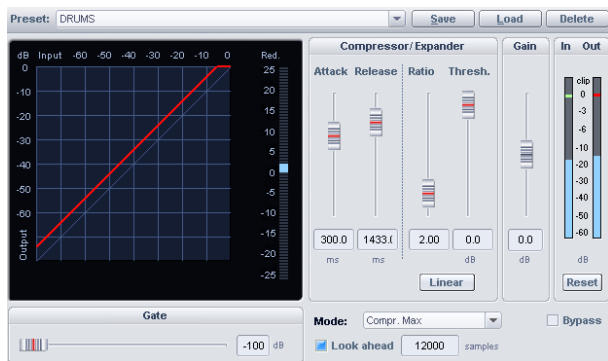 Preset: DRUMS Save Load Delete
Compressor/Expander Gain In Out
dB Input -60 -50 -40 -30 -20 -10 0 Red.
Attack Release Ratio Thresh.
clip
0
-3
-6
-10
-20
-30
-40
-50
-60
0
-10
-20
-30
-40
-50
-60
Output
25
20
15
10
5
0
-5
-10
-15
-20
-25
300.0 1433.( 2.00 0.0 0.0
ms ms dB dB
Linear Reset
Gate
-100 dB
Mode: Compr. Max Bypass
Look ahead 12000 samples